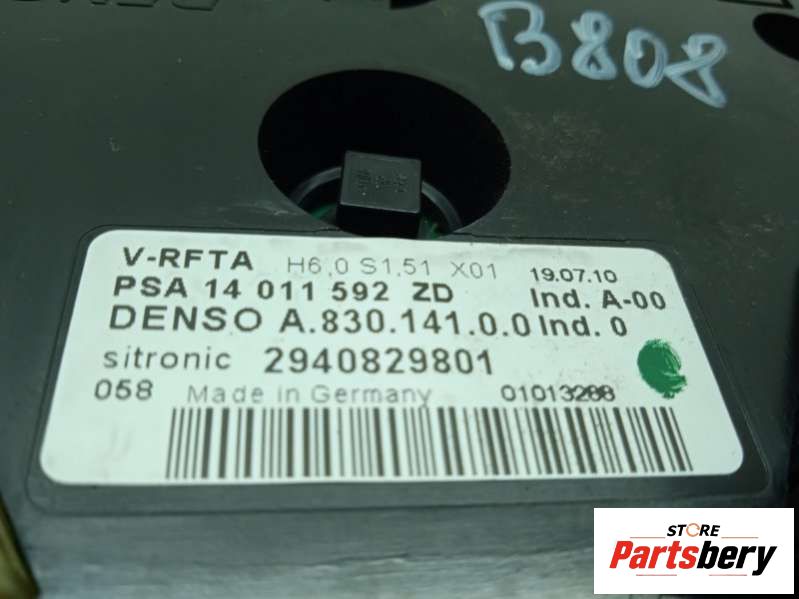 B808
V-RFTA H6,0 S1,51 X01 19.07.10
PSA 14 011 592 ZD Ind. A-00
DENSO A.830.141.0.0 Ind. 0
sitronic 2940829801
058 Made in Germany
STORE
Partsbery